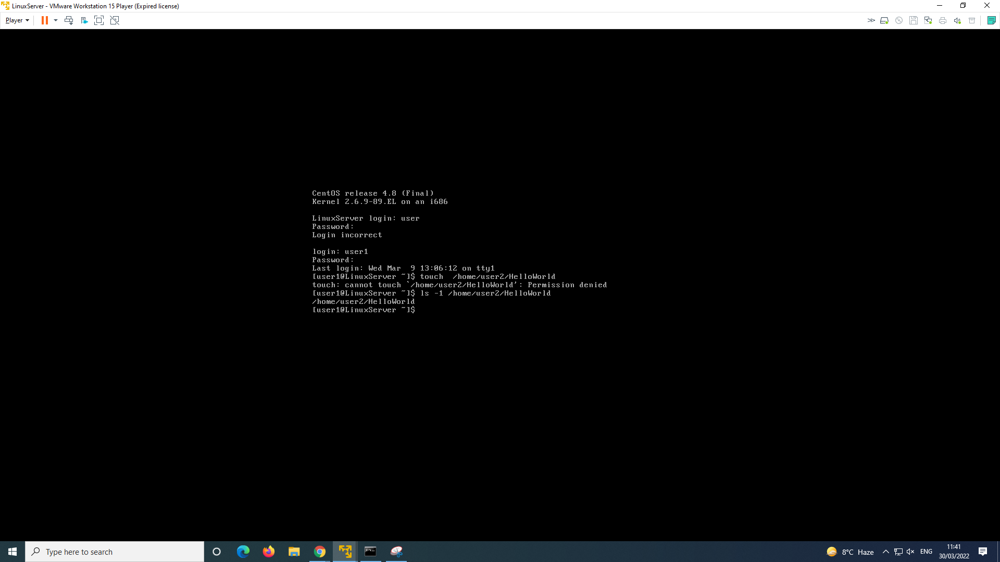 LinuxServer - VMware Workstation 15 Player (Expired license)
Player
CentOS release 4.8 (Final)
Kernel 2.6.9-89.EL on an i686
LinuxServer login: user
Password:
Login incorrect
login: user1
Password:
Last login: Wed Mar  9 13:06:12 on tty1
[user1@LinuxServer ~]$ touch  /home/user2/HelloWorld
touch: cannot touch `/home/user2/HelloWorld': Permission denied
[user1@LinuxServer ~]$ ls -1 /home/user2/HelloWorld
/home/user2/HelloWorld
[user1@LinuxServer ~]$
Type here to search
8°C Haze
ENG
11:41
30/03/2022